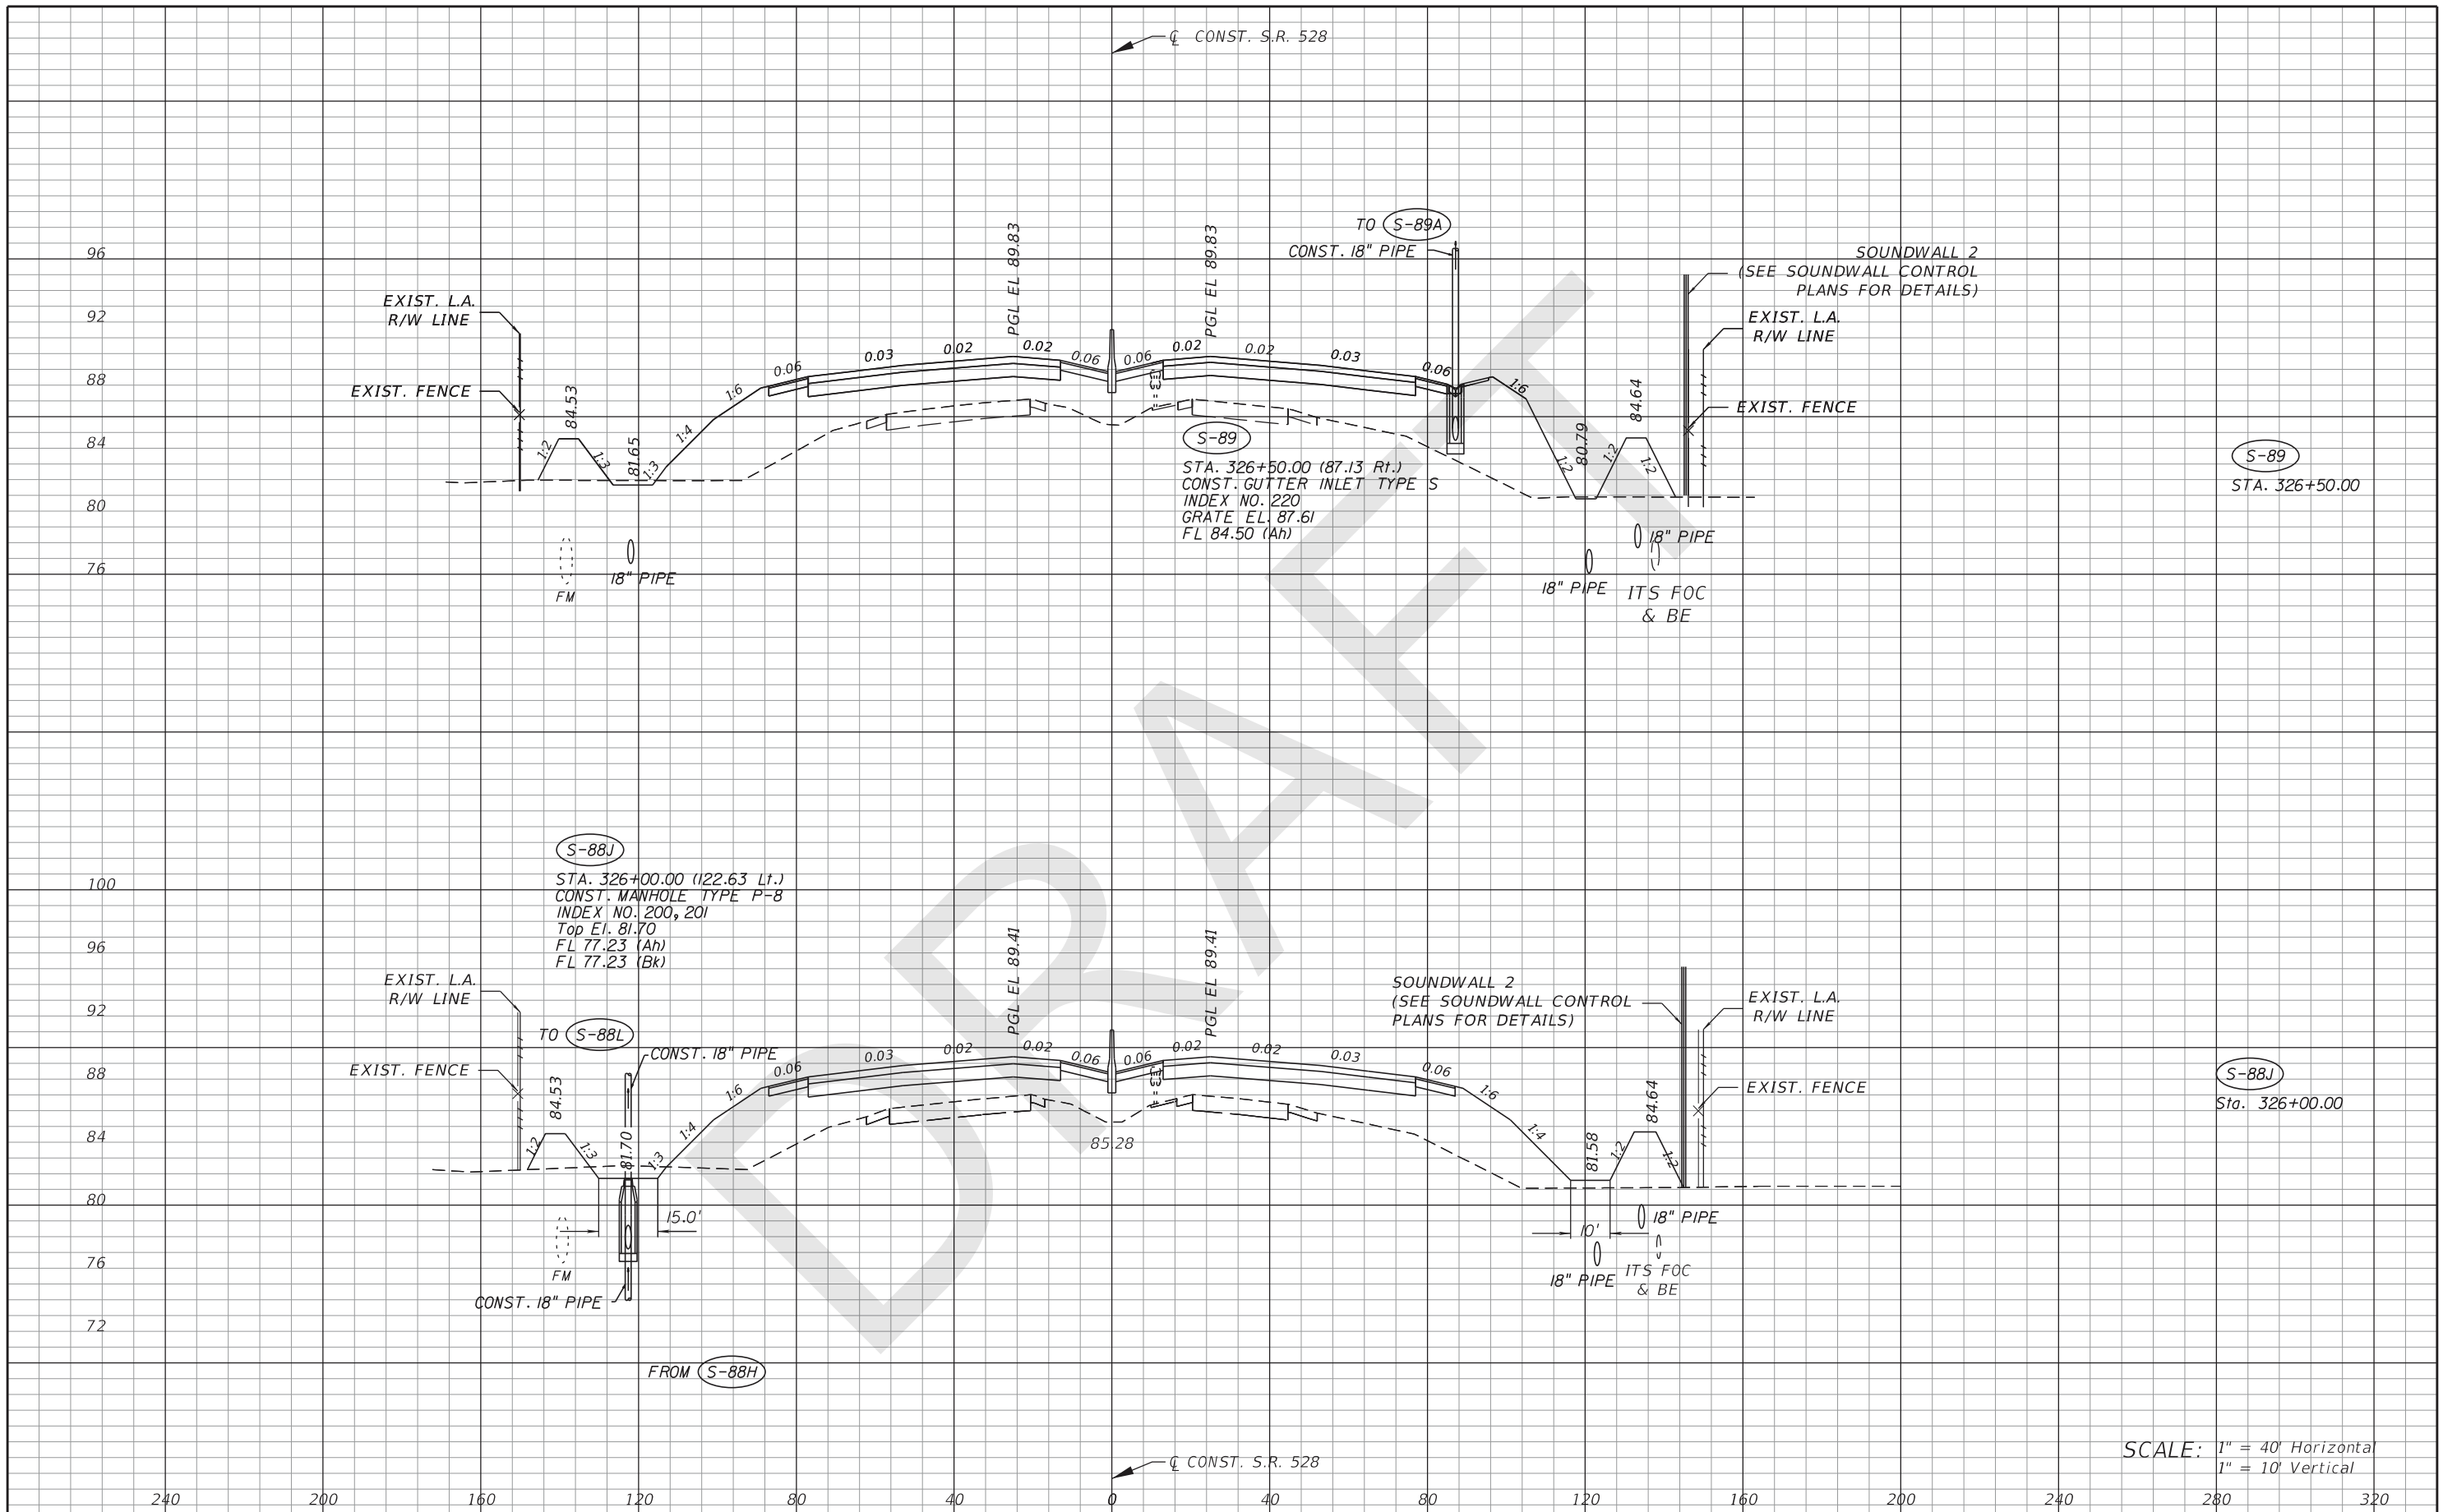 ℄ CONST. S.R. 528
TO S-89A
CONST. 18" PIPE
SOUNDWALL 2
(SEE SOUNDWALL CONTROL
PLANS FOR DETAILS)
EXIST. L.A.
R/W LINE
EXIST. FENCE
PGL EL 89.83
PGL EL 89.83
EXIST. L.A.
R/W LINE
EXIST. FENCE
96
92
88
84
80
76
1:2
84.53
1:3
81.65
1:3
1:4
1:6
0.06
0.03
0.02
0.02
0.06
0.06
0.02
0.02
0.03
0.06
1:6
1:2
80.79
1:2
84.64
1:2
S-89
STA. 326+50.00 (87.13 Rt.)
CONST. GUTTER INLET TYPE S
INDEX NO. 220
GRATE EL. 87.61
FL 84.50 (Ah)
S-89
STA. 326+50.00
FM
18" PIPE
18" PIPE
18" PIPE
ITS FOC
& BE
DRAFT
S-88J
STA. 326+00.00 (122.63 Lt.)
CONST. MANHOLE TYPE P-8
INDEX NO. 200, 201
Top El. 81.70
FL 77.23 (Ah)
FL 77.23 (Bk)
100
96
92
88
84
80
76
72
EXIST. L.A.
R/W LINE
TO S-88L
CONST. 18" PIPE
EXIST. FENCE
PGL EL 89.41
PGL EL 89.41
SOUNDWALL 2
(SEE SOUNDWALL CONTROL
PLANS FOR DETAILS)
EXIST. L.A.
R/W LINE
EXIST. FENCE
1:2
84.53
1:3
81.70
1:3
1:4
1:6
0.06
0.03
0.02
0.02
0.06
0.06
0.02
0.02
0.03
0.06
1:6
1:4
81.58
1:2
84.64
1:2
85.28
S-88J
Sta. 326+00.00
15.0'
FM
CONST. 18" PIPE
10'
18" PIPE
18" PIPE
ITS FOC
& BE
FROM S-88H
℄ CONST. S.R. 528
SCALE: 1" = 40' Horizontal
1" = 10' Vertical
240 200 160 120 80 40 0 40 80 120 160 200 240 280 320